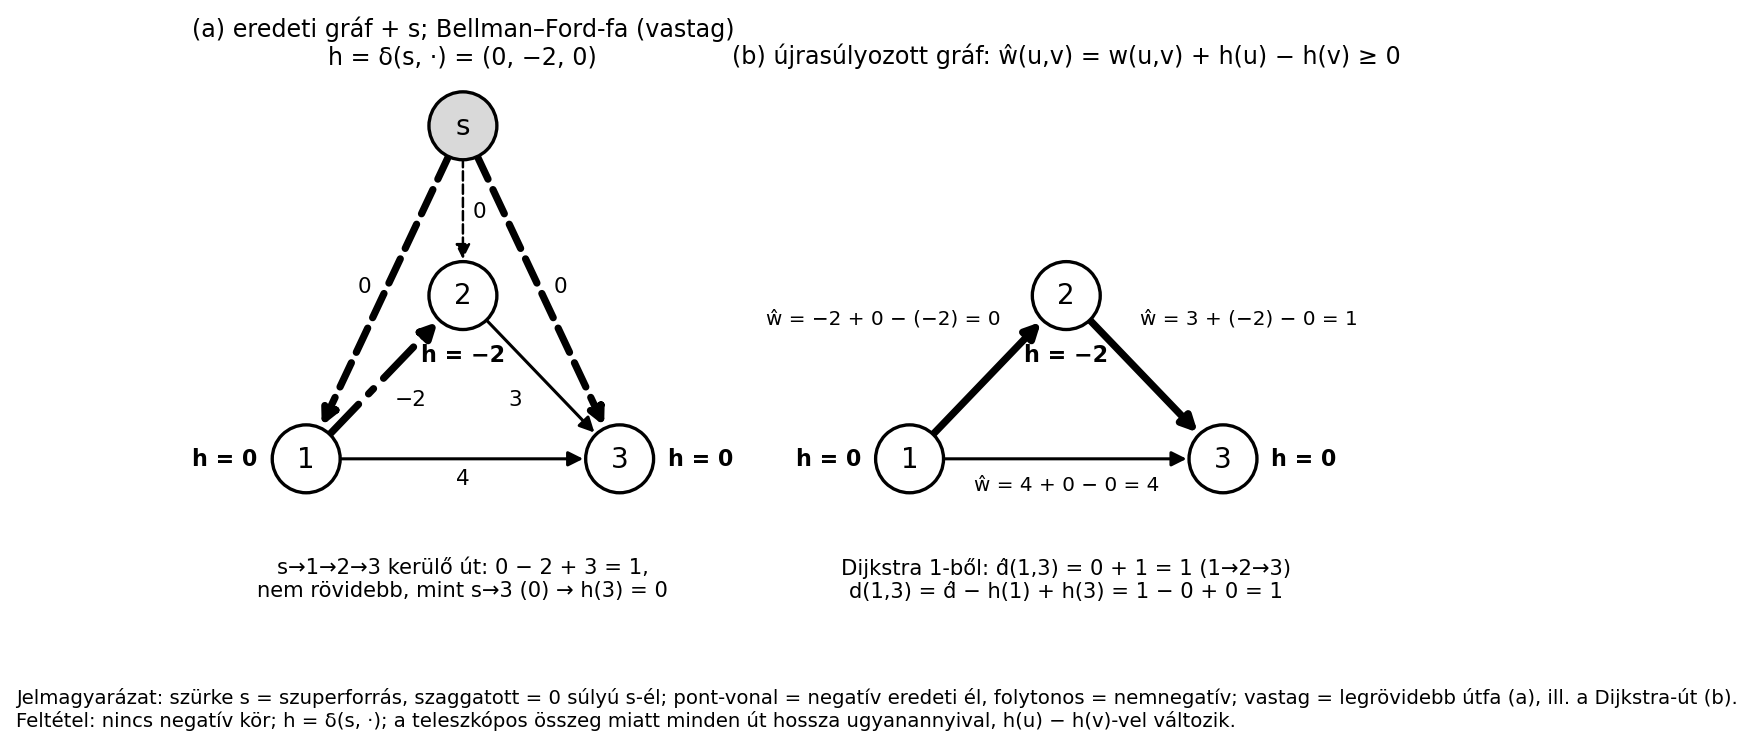 (a) eredeti gráf + s; Bellman–Ford-fa (vastag)
h = δ(s, ·) = (0, −2, 0)
s
0
0
0
2
h = −2
−2
3
h = 0
1
3
h = 0
4
s→1→2→3 kerülő út: 0 − 2 + 3 = 1,
nem rövidebb, mint s→3 (0) → h(3) = 0
(b) újrasúlyozott gráf: ŵ(u,v) = w(u,v) + h(u) − h(v) ≥ 0
2
ŵ = −2 + 0 − (−2) = 0
ŵ = 3 + (−2) − 0 = 1
h = −2
h = 0
1
3
h = 0
ŵ = 4 + 0 − 0 = 4
Dijkstra 1-ből: d̂(1,3) = 0 + 1 = 1 (1→2→3)
d(1,3) = d̂ − h(1) + h(3) = 1 − 0 + 0 = 1
Jelmagyarázat: szürke s = szuperforrás, szaggatott = 0 súlyú s-él; pont-vonal = negatív eredeti él, folytonos = nemnegatív; vastag = legrövidebb útfa (a), ill. a Dijkstra-út (b).
Feltétel: nincs negatív kör; h = δ(s, ·); a teleszkópos összeg miatt minden út hossza ugyanannyival, h(u) − h(v)-vel változik.